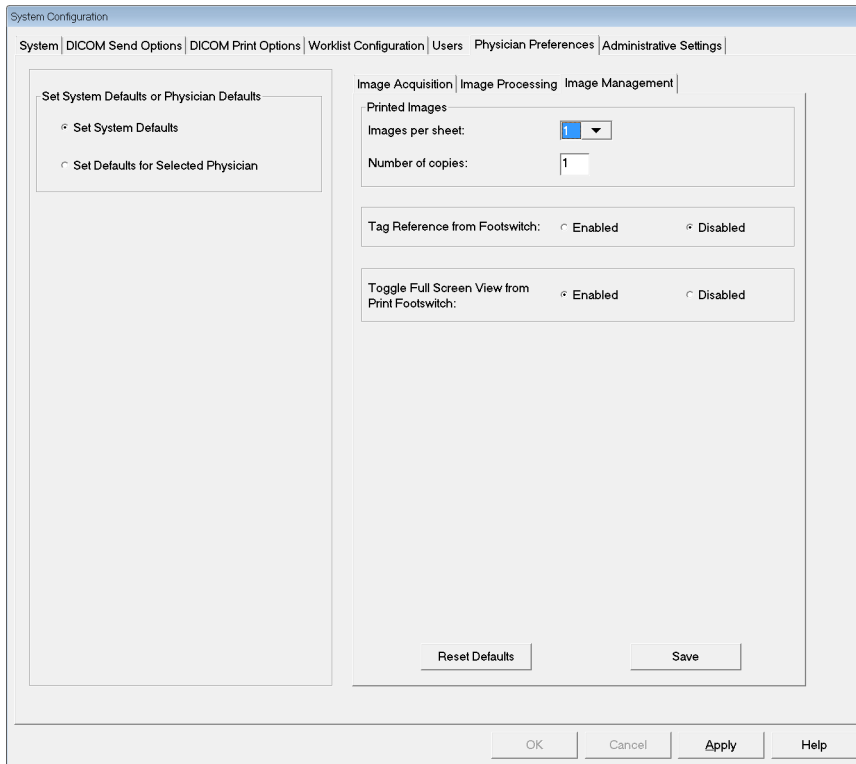 System Configuration
System DICOM Send Options DICOM Print Options Worklist Configuration Users Physician Preferences Administrative Settings
Set System Defaults or Physician Defaults
Set System Defaults
Set Defaults for Selected Physician
Image Acquisition Image Processing Image Management
Printed Images
Images per sheet: 1
Number of copies: 1
Tag Reference from Footswitch: Enabled Disabled
Toggle Full Screen View from
Print Footswitch: Enabled Disabled
Reset Defaults Save
OK Cancel Apply Help